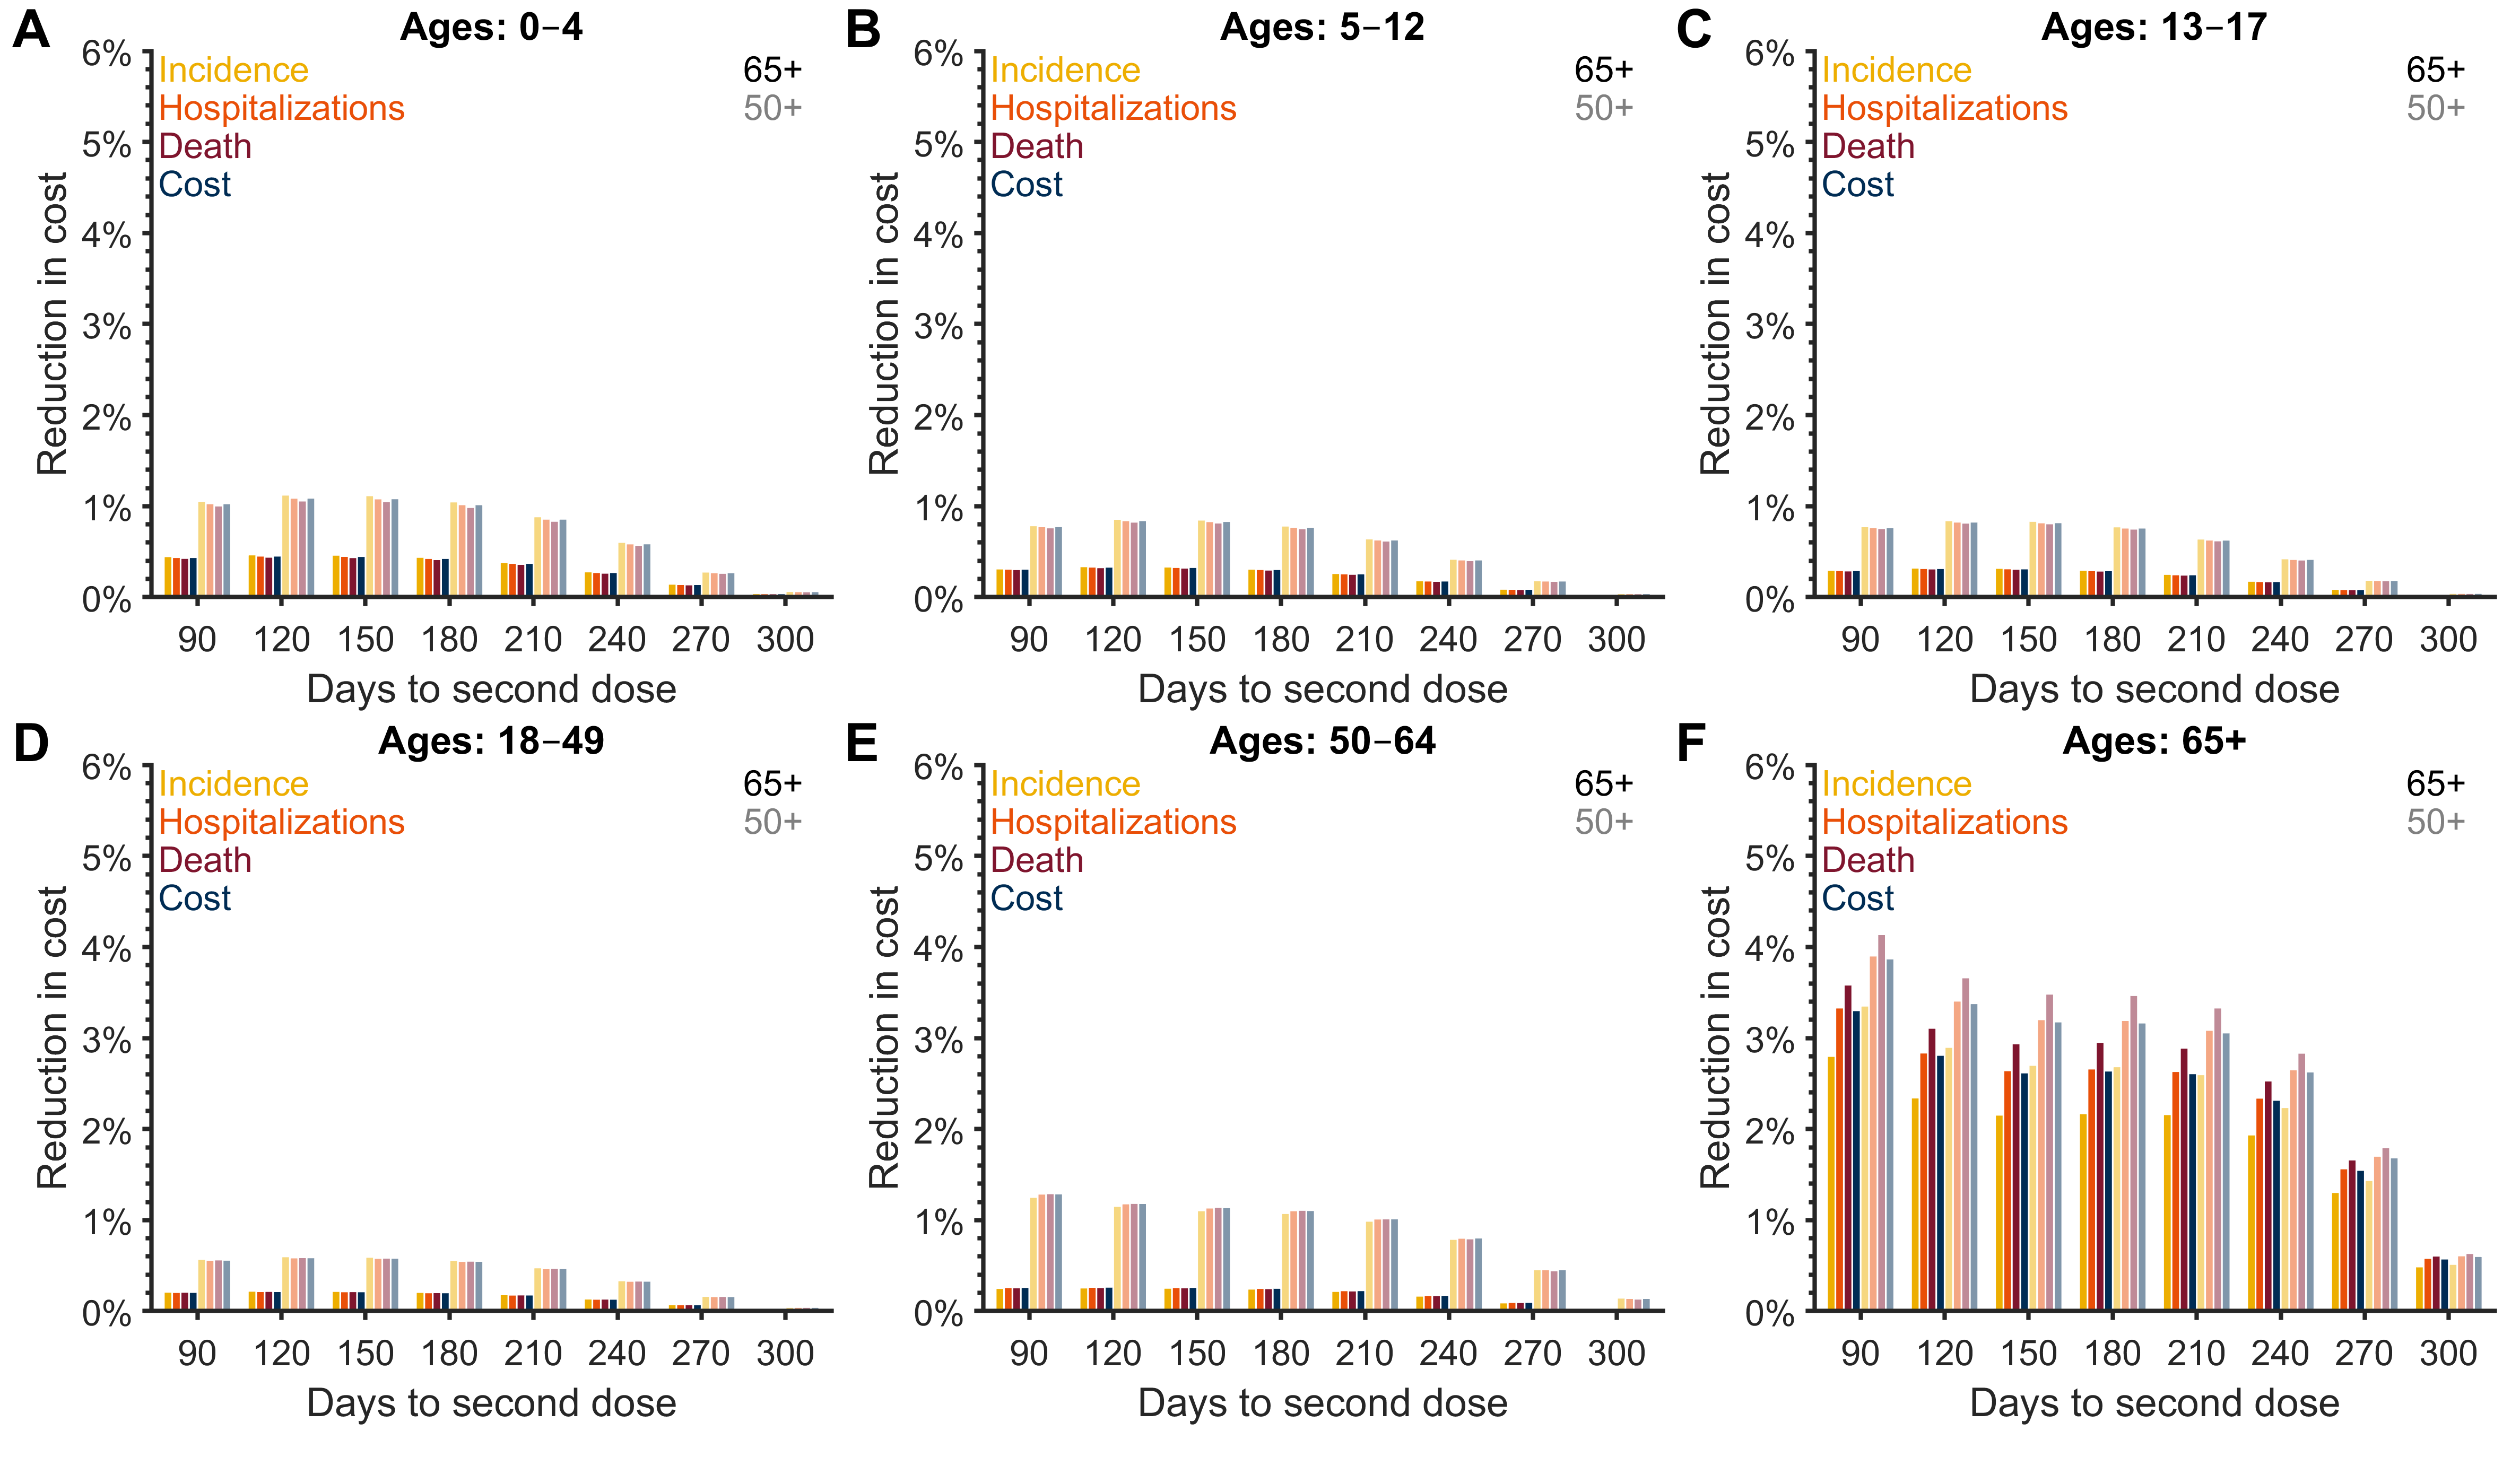 A
Ages: 0–4
6%
5%
4%
3%
2%
1%
0%
Reduction in cost
Incidence
Hospitalizations
Death
Cost
65+
50+
90 120 150 180 210 240 270 300
Days to second dose
B
Ages: 5–12
6%
5%
4%
3%
2%
1%
0%
Reduction in cost
Incidence
Hospitalizations
Death
Cost
65+
50+
90 120 150 180 210 240 270 300
Days to second dose
C
Ages: 13–17
6%
5%
4%
3%
2%
1%
0%
Reduction in cost
Incidence
Hospitalizations
Death
Cost
65+
50+
90 120 150 180 210 240 270 300
Days to second dose
D
Ages: 18–49
6%
5%
4%
3%
2%
1%
0%
Reduction in cost
Incidence
Hospitalizations
Death
Cost
65+
50+
90 120 150 180 210 240 270 300
Days to second dose
E
Ages: 50–64
6%
5%
4%
3%
2%
1%
0%
Reduction in cost
Incidence
Hospitalizations
Death
Cost
65+
50+
90 120 150 180 210 240 270 300
Days to second dose
F
Ages: 65+
6%
5%
4%
3%
2%
1%
0%
Reduction in cost
Incidence
Hospitalizations
Death
Cost
65+
50+
90 120 150 180 210 240 270 300
Days to second dose